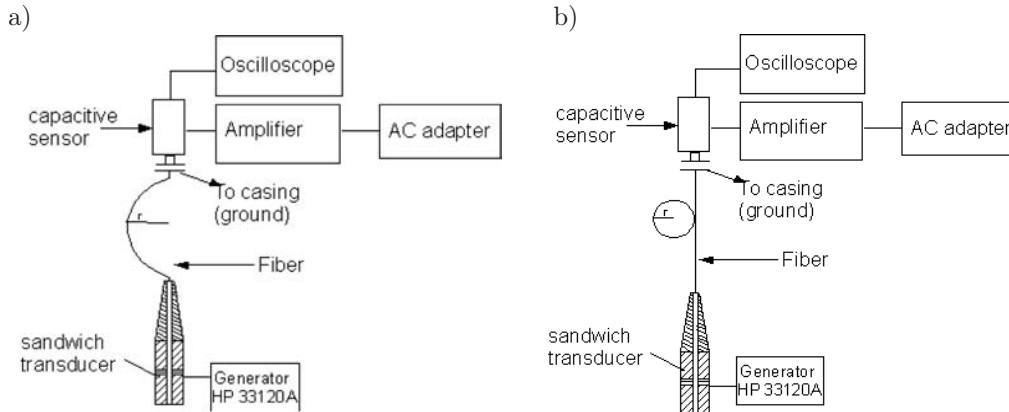 a)
Oscilloscope
capacitive
sensor
Amplifier
AC adapter
To casing
(ground)
r
Fiber
sandwich
transducer
Generator
HP 33120A
b)
Oscilloscope
capacitive
sensor
Amplifier
AC adapter
To casing
(ground)
r
Fiber
sandwich
transducer
Generator
HP 33120A